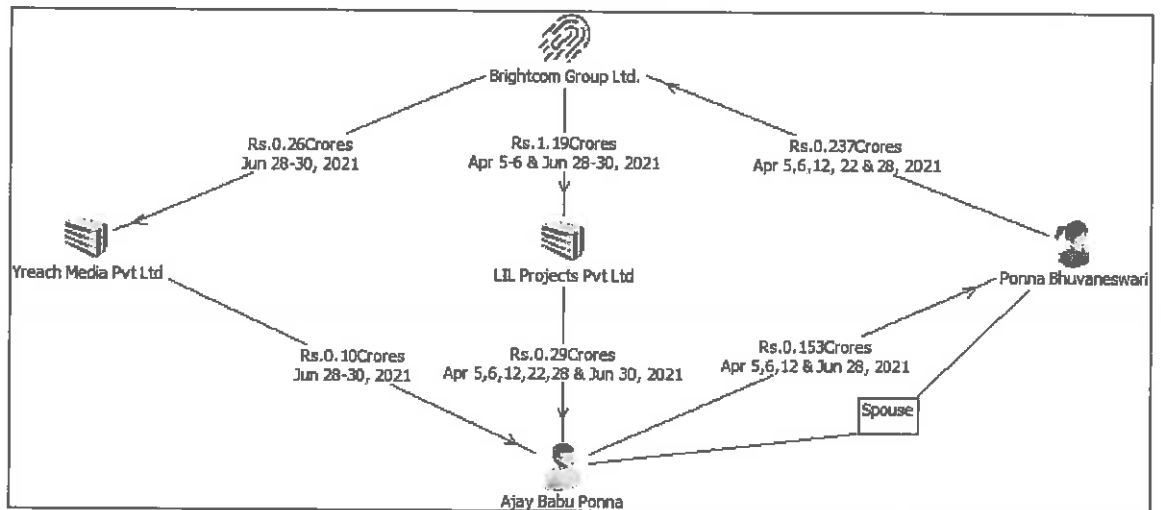 Brightcom Group Ltd.
Rs.0.26Crores
Jun 28-30, 2021
Rs.1.19Crores
Apr 5-6 & Jun 28-30, 2021
Rs.0.237Crores
Apr 5,6,12, 22 & 28, 2021
Yreach Media Pvt Ltd
LIL Projects Pvt Ltd
Ponna Bhuvaneswari
Rs.0.10Crores
Jun 28-30, 2021
Rs.0.29Crores
Apr 5,6,12,22,28 & Jun 30, 2021
Rs.0.153Crores
Apr 5,6,12 & Jun 28, 2021
Spouse
Ajay Babu Ponna